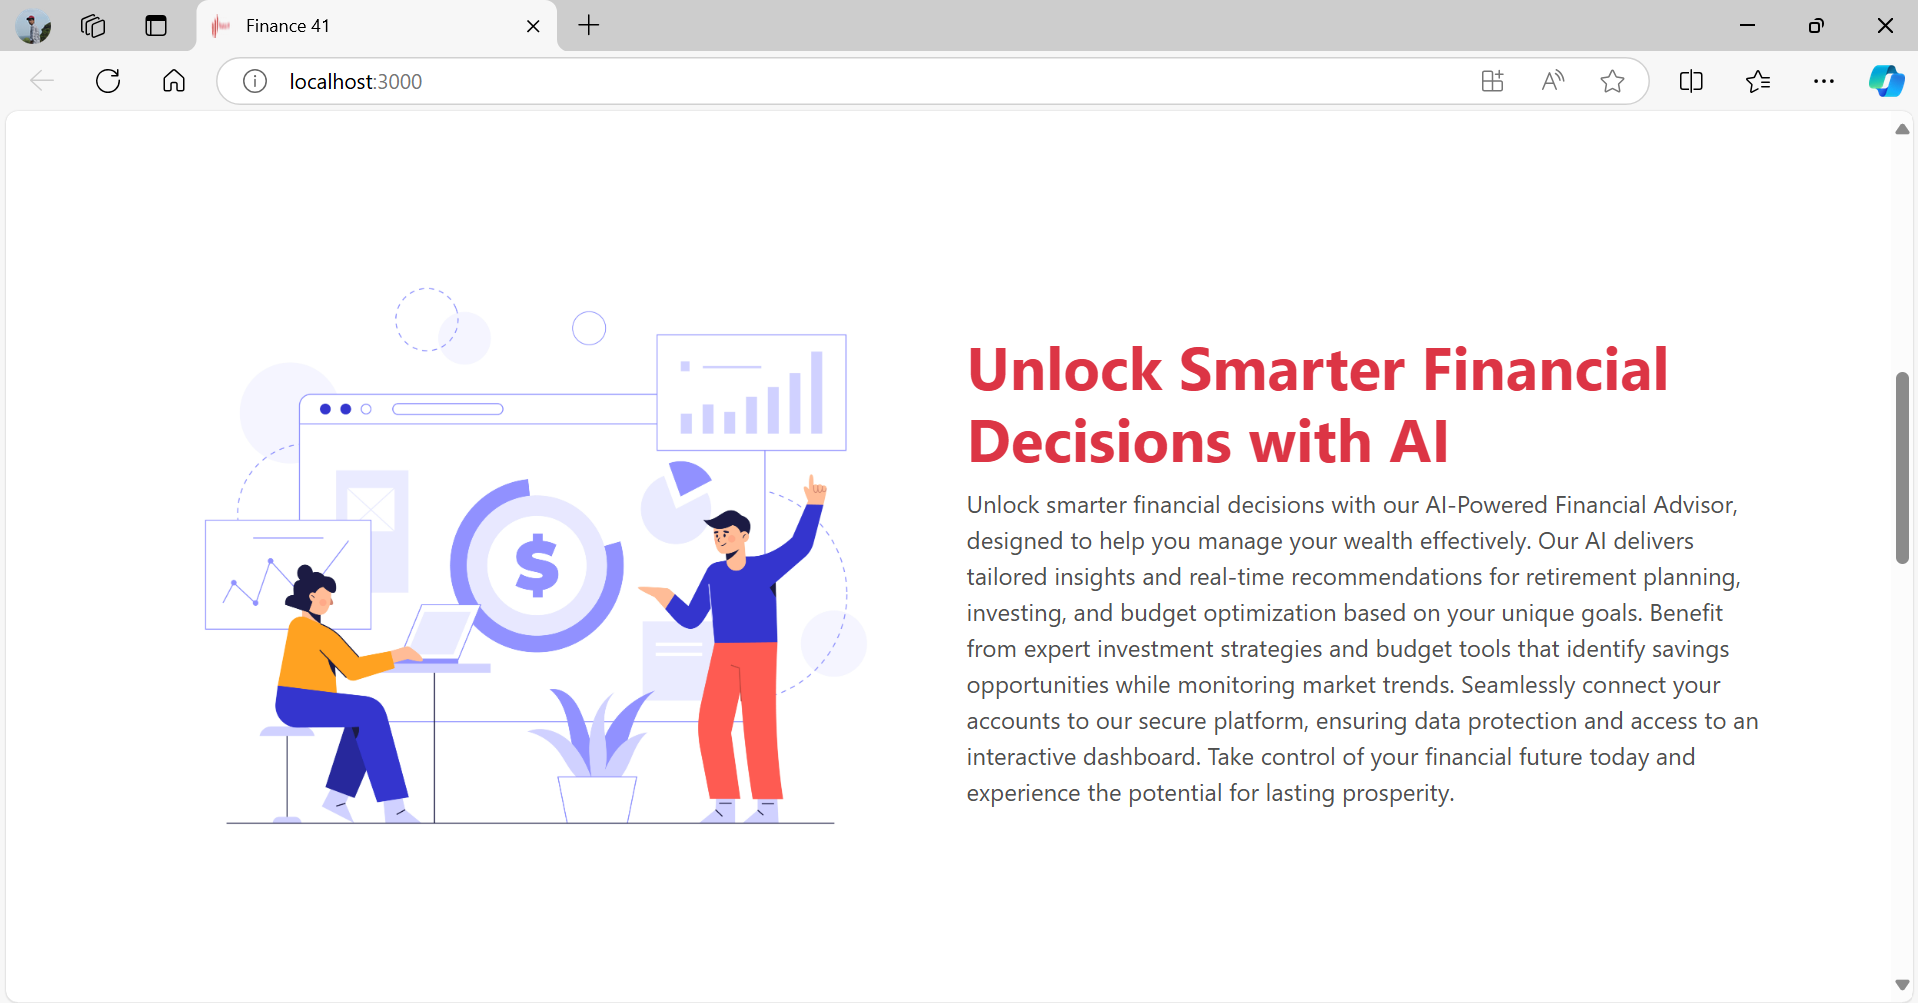 Finance 41
localhost:3000
Unlock Smarter Financial
Decisions with AI
Unlock smarter financial decisions with our AI-Powered Financial Advisor,
designed to help you manage your wealth effectively. Our AI delivers
tailored insights and real-time recommendations for retirement planning,
investing, and budget optimization based on your unique goals. Benefit
from expert investment strategies and budget tools that identify savings
opportunities while monitoring market trends. Seamlessly connect your
accounts to our secure platform, ensuring data protection and access to an
interactive dashboard. Take control of your financial future today and
experience the potential for lasting prosperity.
$